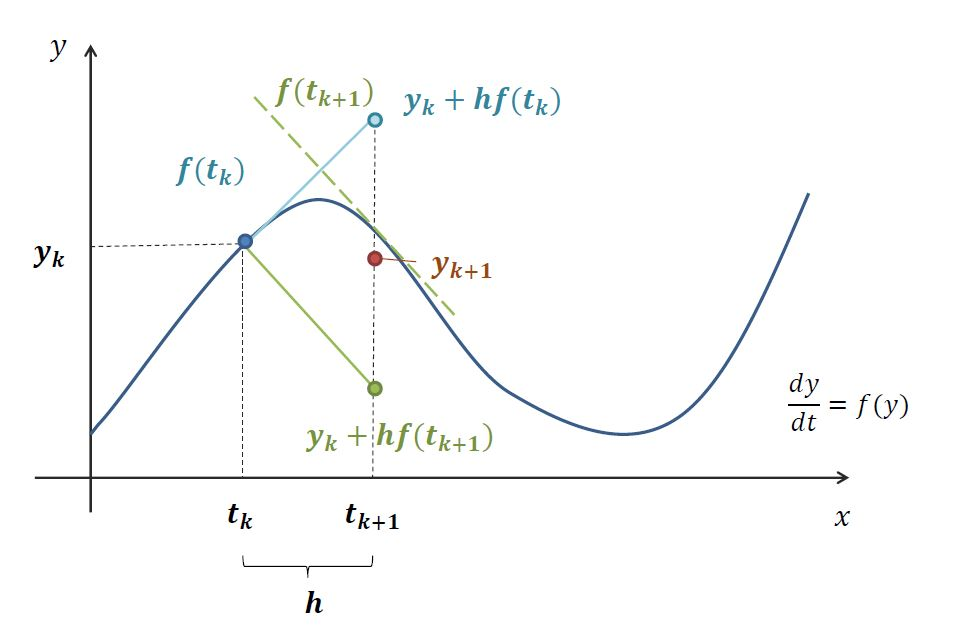 y
f(t_{k+1})
y_k + hf(t_k)
f(t_k)
y_k
y_{k+1}
dy/dt = f(y)
y_k + hf(t_{k+1})
t_k
t_{k+1}
x
h